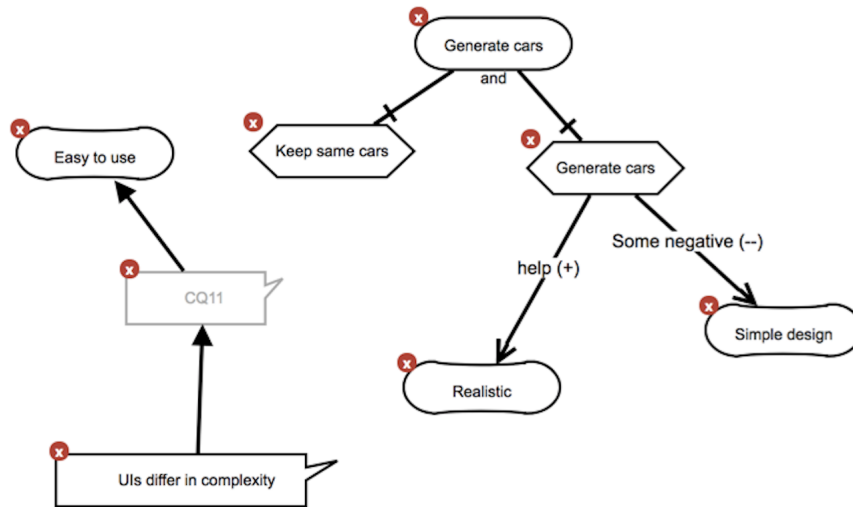 x
Generate cars
and
x
Keep same cars
x
Generate cars
x
Easy to use
help (+)
Some negative (--)
x
CQ11
x
Simple design
x
Realistic
x
UIs differ in complexity